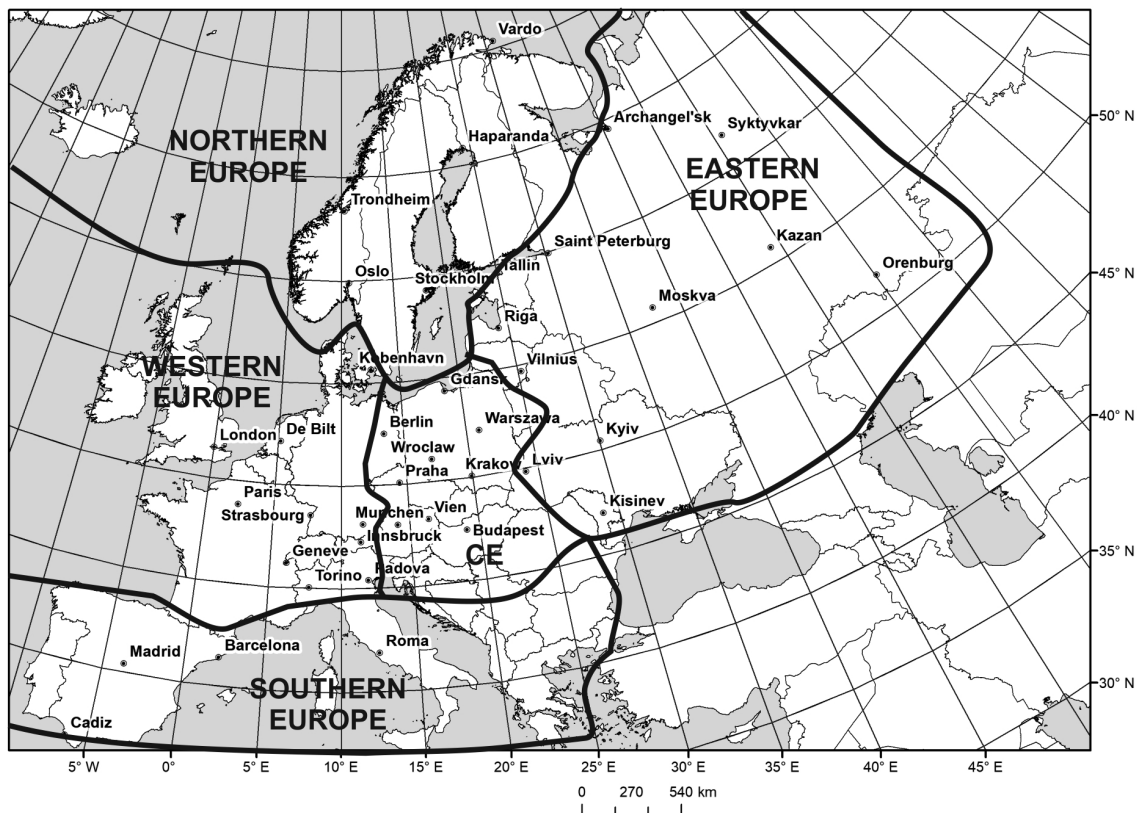 Vardo
Archangel'sk
Syktyvkar
50° N
NORTHERN
EUROPE
Haparanda
EASTERN
EUROPE
Trondheim
Kazan
Saint Peterburg
Tallin
Orenburg
45° N
Oslo
Stockholm
Moskva
Riga
København
Vilnius
WESTERN
EUROPE
Gdansk
40° N
Berlin
Warszawa
De Bilt
London
Kyiv
Wroclaw
Praha
Krakov
Lviv
Paris
Strasbourg
Kisinev
Munchen
Vien
Innsbruck
Budapest
CE
Geneve
35° N
Torino
Padova
Roma
Madrid
Barcelona
30° N
SOUTHERN
EUROPE
Cadiz
5° W
0°
5° E
10° E
15° E
20° E
25° E
30° E
35° E
40° E
45° E
0
270
540 km